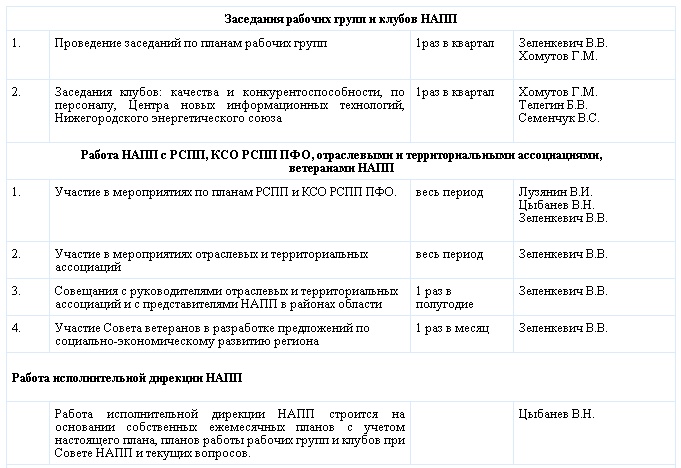 Заседания рабочих групп и клубов НАПП
1. Проведение заседаний по планам рабочих групп 1раз в квартал Зеленкевич В.В.
Хомутов Г.М.
2. Заседания клубов: качества и конкурентоспособности, по 1раз в квартал Хомутов Г.М.
персоналу, Центра новых информационных технологий, Телегин Б.В.
Нижегородского энергетического союза Семенчук В.С.
Работа НАПП с РСПП, КСО РСПП ПФО, отраслевыми и территориальными ассоциациями,
ветеранами НАПП
1. Участие в мероприятиях по планам РСПП и КСО РСПП ПФО. весь период Лузянин В.И.
Цыбанев В.Н.
Зеленкевич В.В.
2. Участие в мероприятиях отраслевых и территориальных весь период Зеленкевич В.В.
ассоциаций
3. Совещания с руководителями отраслевых и территориальных 1 раз в Зеленкевич В.В.
ассоциаций и с представителями НАПП в районах области полугодие
4. Участие Совета ветеранов в разработке предложений по 1 раз в месяц Зеленкевич В.В.
социально-экономическому развитию региона
Работа исполнительной дирекции НАПП
Работа исполнительной дирекции НАПП строится на Цыбанев В.Н.
основании собственных ежемесячных планов с учетом
настоящего плана, планов работы рабочих групп и клубов при
Совете НАПП и текущих вопросов.